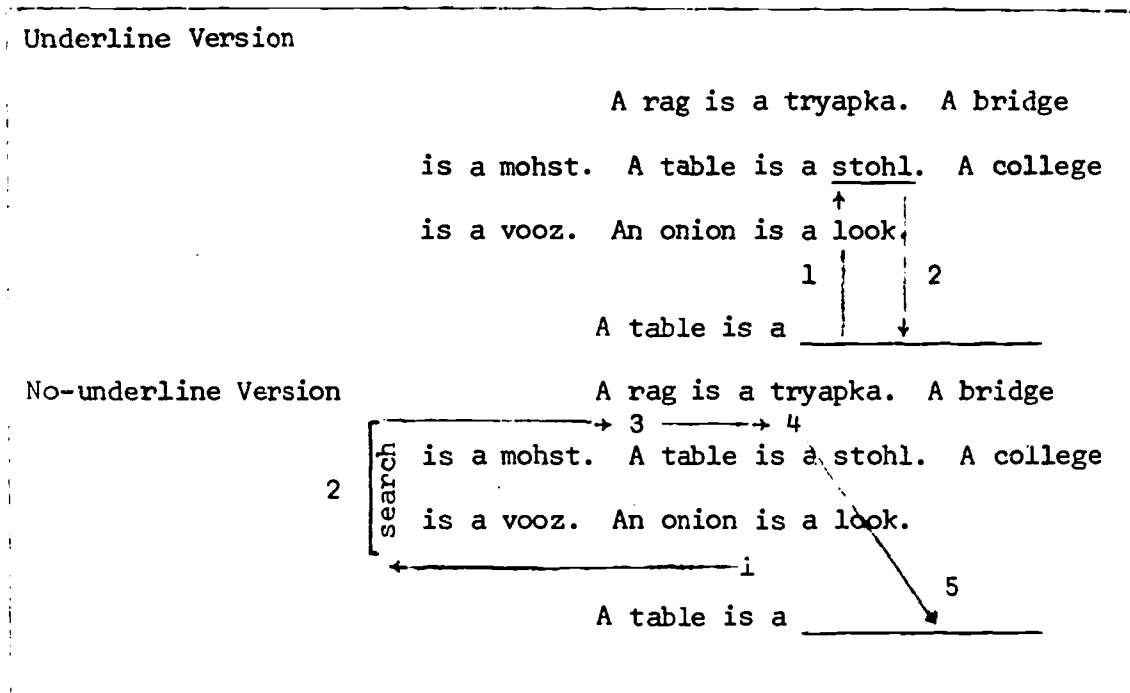 Underline Version
A rag is a tryapka. A bridge
is a mohst. A table is a stohl. A college
is a vooz. An onion is a look.
1 2
A table is a
No-underline Version A rag is a tryapka. A bridge
3 4
is a mohst. A table is a stohl. A college
2 search
is a vooz. An onion is a look.
1
5
A table is a